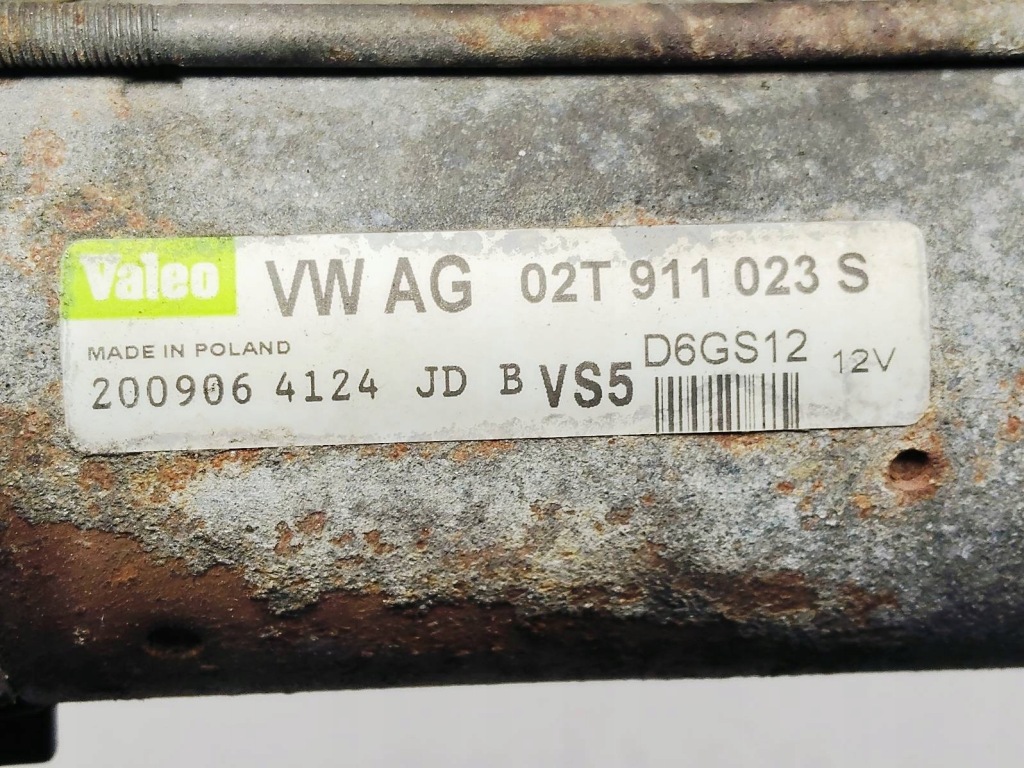 Valeo VW AG 02T 911 023 S
MADE IN POLAND D6GS12 12V
200906 4124 JD B VS5